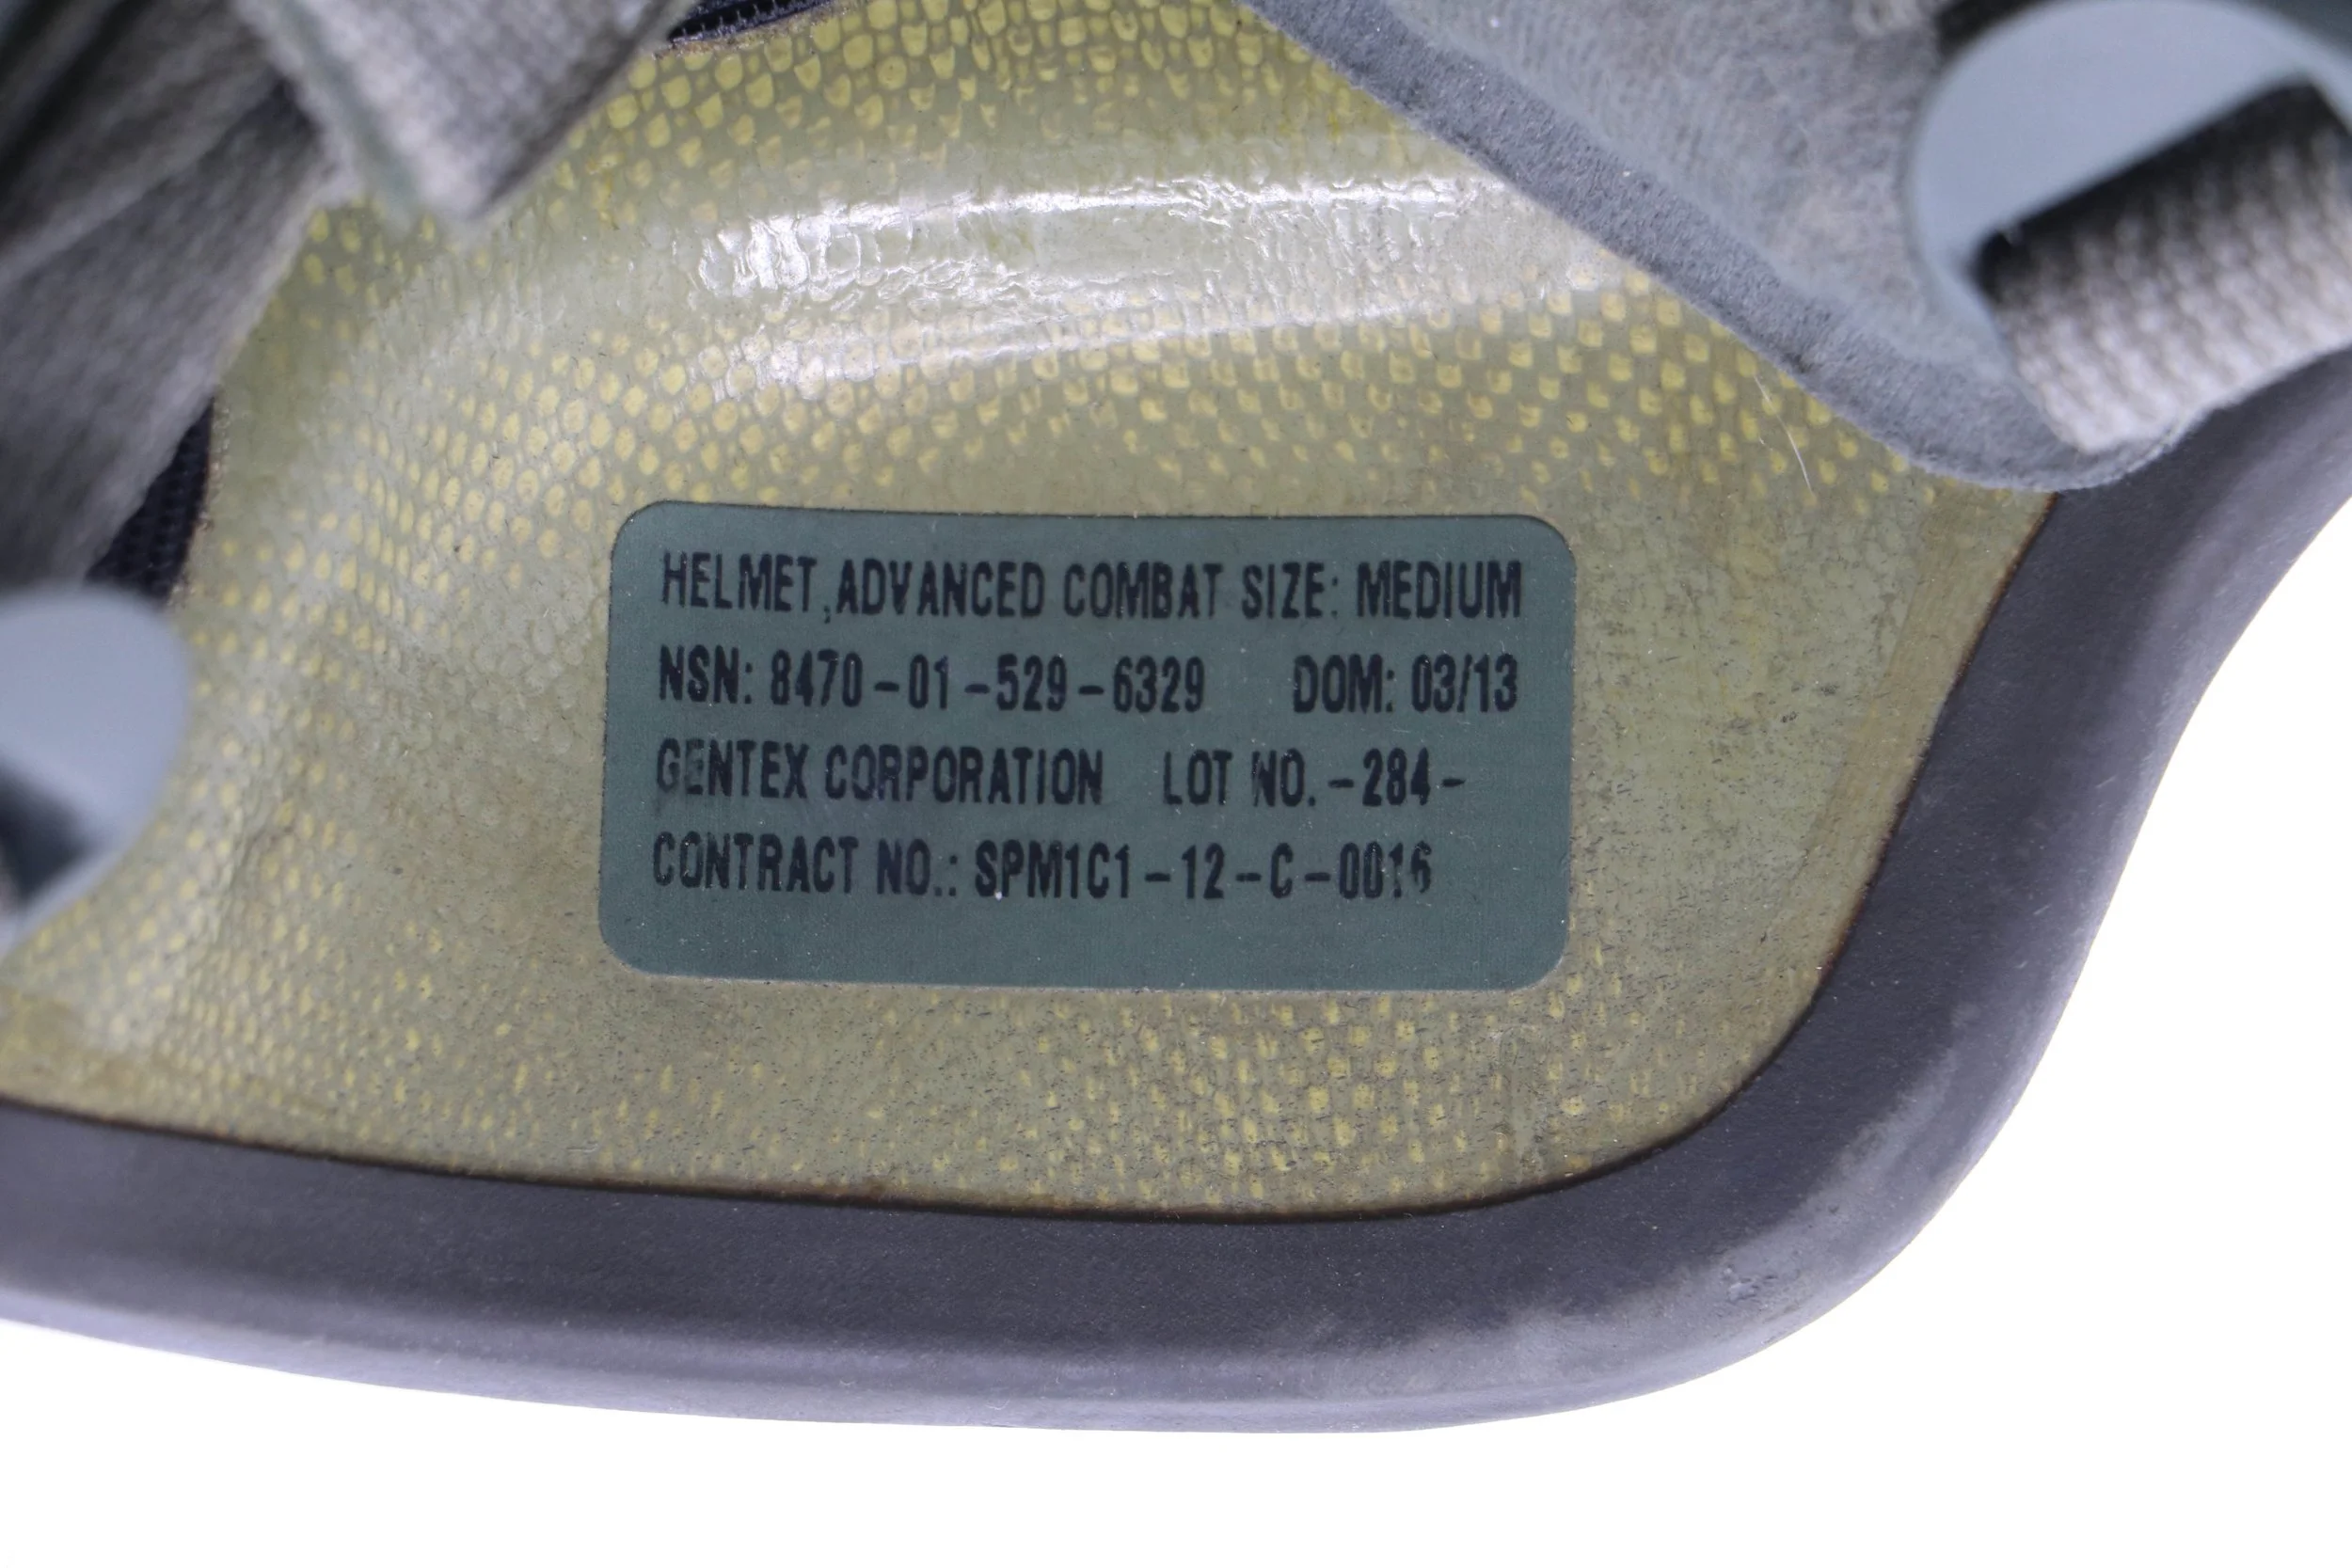 HELMET, ADVANCED COMBAT SIZE: MEDIUM
NSN: 8470-01-529-6329 DOM: 03/13
GENTEX CORPORATION LOT NO. -284-
CONTRACT NO.: SPM1C1-12-C-0016